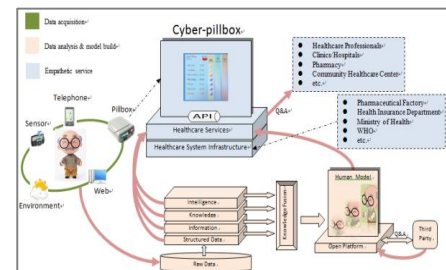 Data acquisition
Data analysis & model build
Empathetic service
Cyber-pillbox
Telephone
Pillbox
Sensor
Environment
Web
API
Healthcare Services
Healthcare System Infrastructure
Healthcare Professionals
Clinics/Hospitals
Pharmacy
Community Healthcare Center
etc.
Q&A
Pharmaceutical Factory
Health Insurance Department
Ministry of Health
WHO
etc.
Intelligence
Knowledge
Information
Structured Data
Raw Data
Knowledge Fusion
Human Model
Open Platform
Q&A
Third
Party